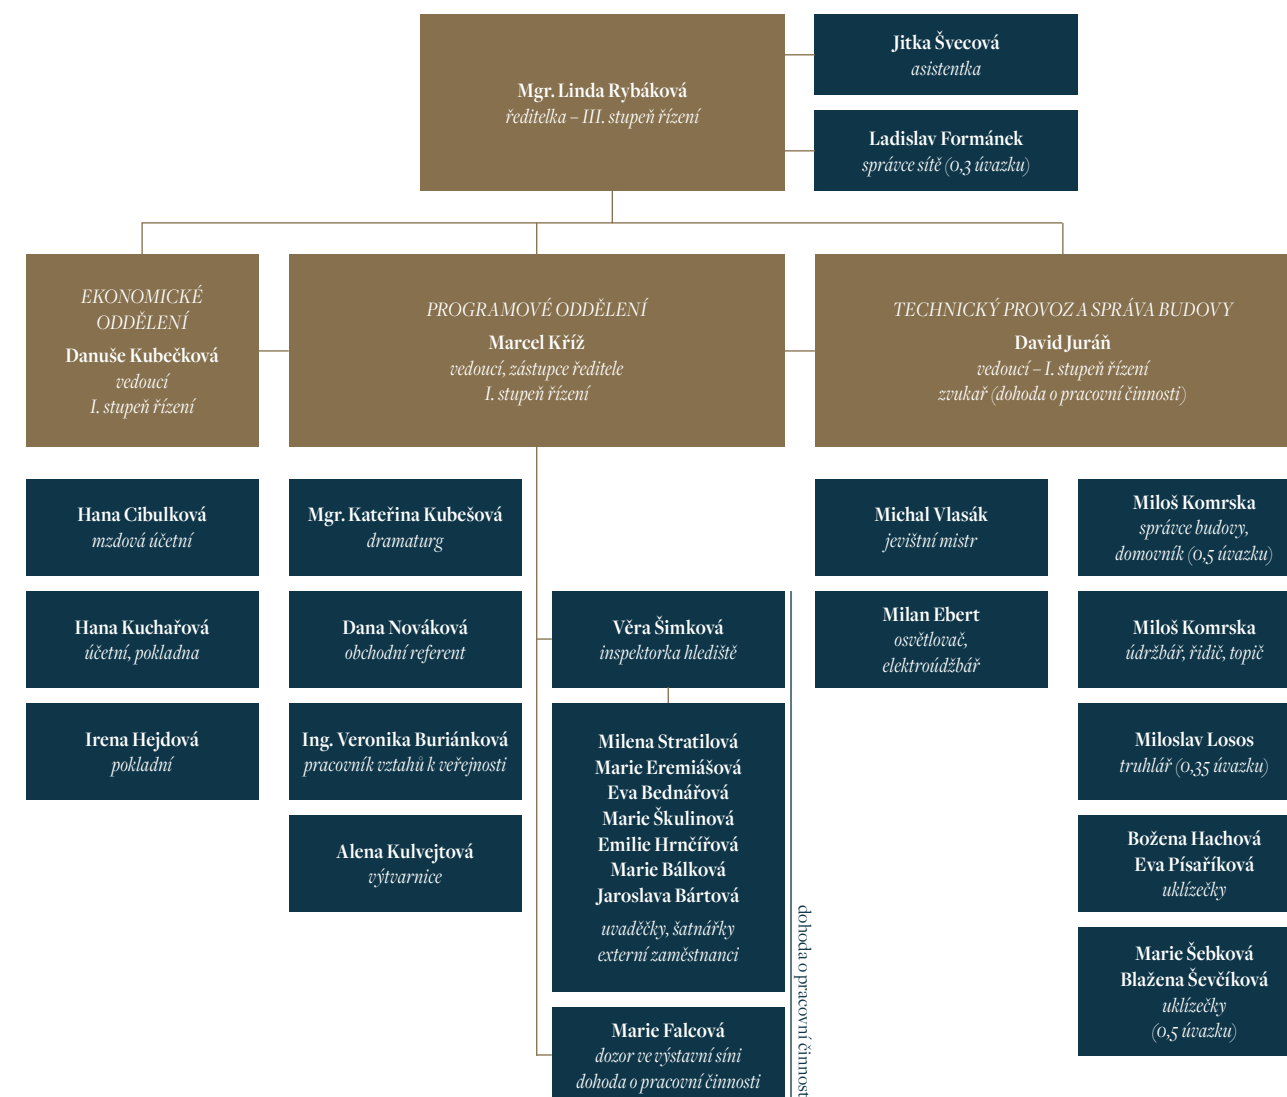 Mgr. Linda Rybáková
ředitelka – III. stupeň řízení
Jitka Švecová
asistentka
Ladislav Formánek
správce sítě (0,3 úvazku)
EKONOMICKÉ
ODDĚLENÍ
Danuše Kubečková
vedoucí
I. stupeň řízení
PROGRAMOVÉ ODDĚLENÍ
Marcel Kříž
vedoucí, zástupce ředitele
I. stupeň řízení
TECHNICKÝ PROVOZ A SPRÁVA BUDOVY
David Juráň
vedoucí – I. stupeň řízení
zvukař (dohoda o pracovní činnosti)
Hana Cibulková
mzdová účetní
Hana Kuchařová
účetní, pokladna
Irena Hejdová
pokladní
Mgr. Kateřina Kubešová
dramaturg
Dana Nováková
obchodní referent
Ing. Veronika Buriánková
pracovník vztahů k veřejnosti
Alena Kulvejtová
výtvarnice
Věra Šimková
inspektorka hlediště
Milena Stratilová
Marie Eremiášová
Eva Bednářová
Marie Škulinová
Emilie Hrnčířová
Marie Bálková
Jaroslava Bártová
uvaděčky, šatnářky
externí zaměstnanci
Marie Falcová
dozor ve výstavní síni
dohoda o pracovní činnosti
dohoda o pracovní činnost
Michal Vlasák
jevištní mistr
Milan Ebert
osvětlovač,
elektroúdžbář
Miloš Komrska
správce budovy,
domovník (0,5 úvazku)
Miloš Komrska
údržbář, řidič, topič
Miloslav Losos
truhlář (0,35 úvazku)
Božena Hachová
Eva Písaříková
uklízečky
Marie Šebková
Blažena Ševčíková
uklízečky
(0,5 úvazku)